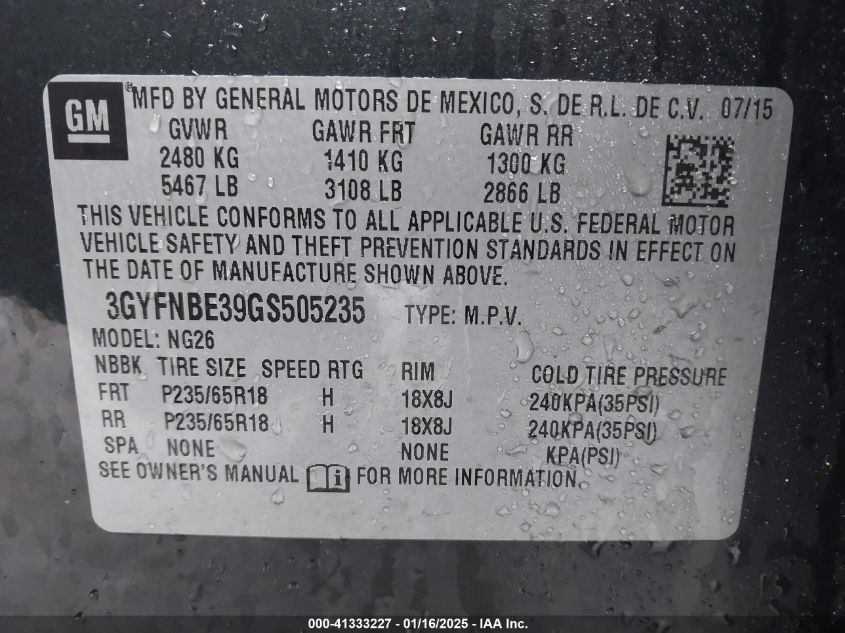 GM
® MFD BY GENERAL MOTORS DE MEXICO, S. DE R.L. DE C.V. 07/15
GVWR GAWR FRT GAWR RR
2480 KG 1410 KG 1300 KG
5467 LB 3108 LB 2866 LB
THIS VEHICLE CONFORMS TO ALL APPLICABLE U.S. FEDERAL MOTOR
VEHICLE SAFETY AND THEFT PREVENTION STANDARDS IN EFFECT ON
THE DATE OF MANUFACTURE SHOWN ABOVE.
3GYFNBE39GS505235 TYPE: M.P.V.
MODEL: NG26
NBBK TIRE SIZE SPEED RTG RIM COLD TIRE PRESSURE
FRT P235/65R18 H 18X8J 240KPA(35PSI)
RR P235/65R18 H 18X8J 240KPA(35PSI)
SPA NONE NONE KPA(PSI)
SEE OWNER'S MANUAL i FOR MORE INFORMATION.
000-41333227 - 01/16/2025 - IAA Inc.